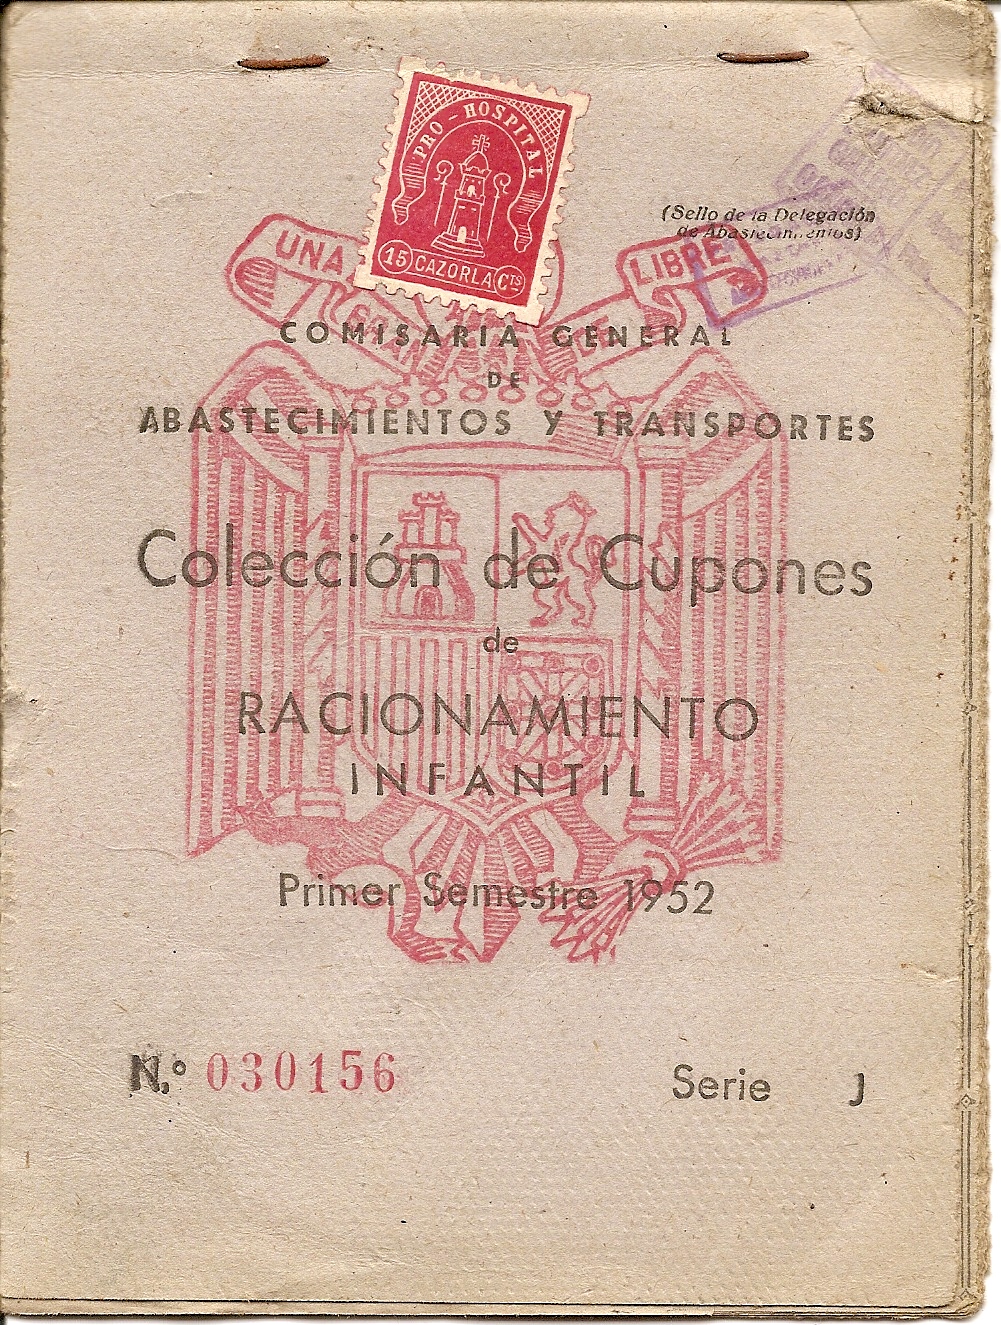 PRO-HOSPITAL
15 CAZORLA Cts
(Sello de la Delegación
de Abastecimientos)
UNA
LIBRE
COMISARIA GENERAL
DE
ABASTECIMIENTOS Y TRANSPORTES
Colección de Cupones
de
RACIONAMIENTO
INFANTIL
Primer Semestre 1952
N.º 030156
Serie J